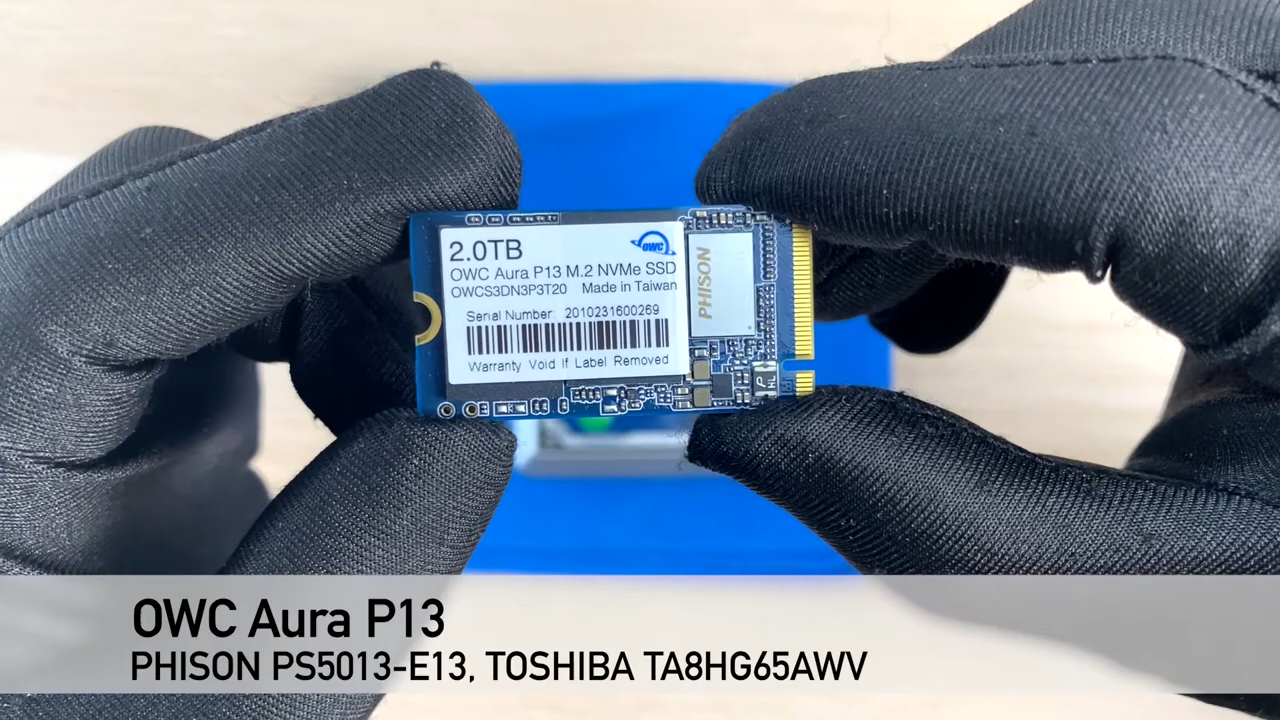 2.0TB
OWC
OWC Aura P13 M.2 NVMe SSD
OWCS3DN3P3T20 Made in Taiwan
Serial Number: 2010231600269
Warranty Void If Label Removed
PHISON
OWC Aura P13
PHISON PS5013-E13, TOSHIBA TA8HG65AWV